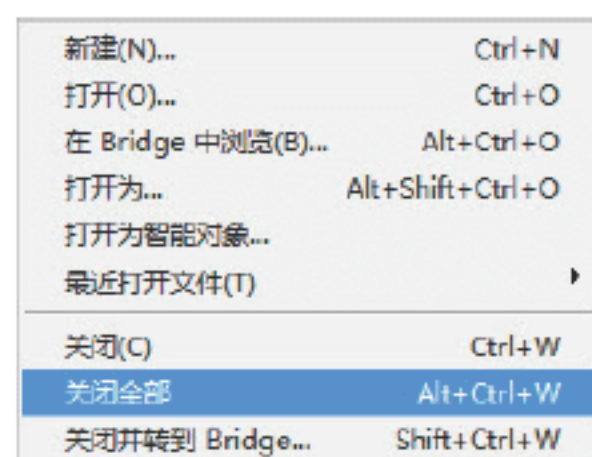 新建(N)... Ctrl+N
打开(O)... Ctrl+O
在 Bridge 中浏览(B)... Alt+Ctrl+O
打开为... Alt+Shift+Ctrl+O
打开为智能对象...
最近打开文件(T)
关闭(C) Ctrl+W
关闭全部 Alt+Ctrl+W
关闭并转到 Bridge... Shift+Ctrl+W